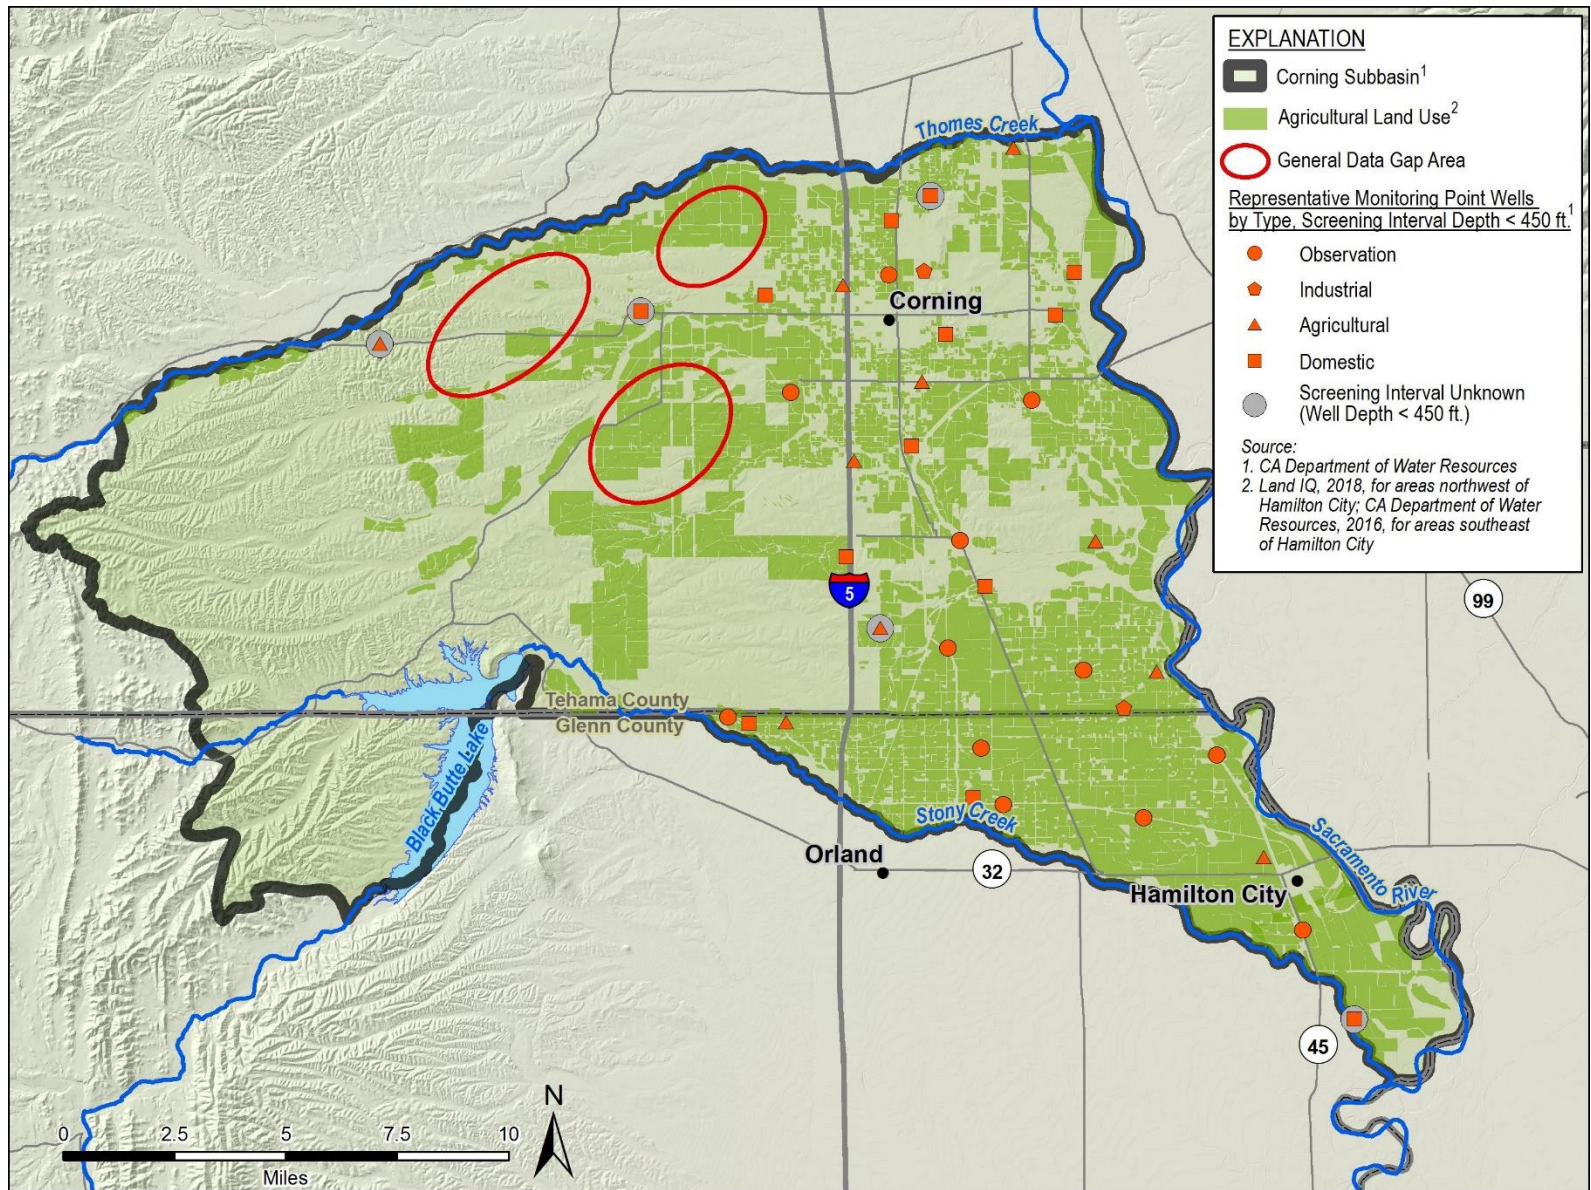 EXPLANATION
Corning Subbasin1
Agricultural Land Use2
General Data Gap Area
Representative Monitoring Point Wells
by Type, Screening Interval Depth < 450 ft.1
Observation
Industrial
Agricultural
Domestic
Screening Interval Unknown
(Well Depth < 450 ft.)
Source:
1. CA Department of Water Resources
2. Land IQ, 2018, for areas northwest of
Hamilton City; CA Department of Water
Resources, 2016, for areas southeast
of Hamilton City
Thomes Creek
Corning
5
99
Tehama County
Glenn County
Black Butte Lake
Stony Creek
Orland
32
Sacramento River
Hamilton City
45
N
0 2.5 5 7.5 10
Miles